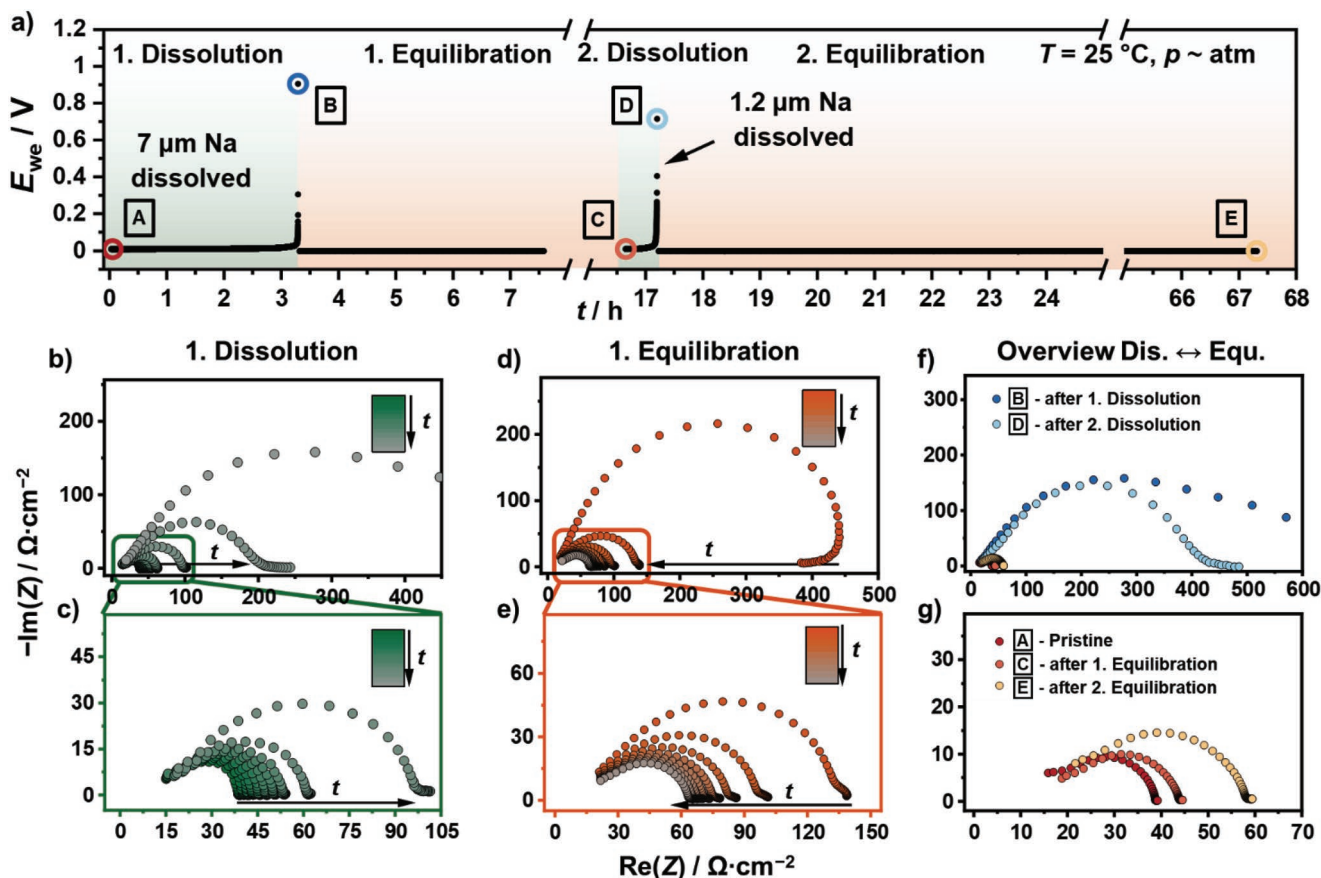 a)
1. Dissolution
1. Equilibration
2. Dissolution
2. Equilibration
T = 25 °C, p ~ atm
E_we / V
1.2
1
0.8
0.6
0.4
0.2
0
A
B
C
D
E
7 µm Na
dissolved
1.2 µm Na
dissolved
0 1 2 3 4 5 6 7 17 18 19 20 21 22 23 24 66 67 68
t / h
b)
1. Dissolution
200
100
0
t
t
0 100 200 300 400
c)
45
30
15
0
t
t
0 15 30 45 60 75 90 105
−Im(Z) / Ω·cm⁻²
d)
1. Equilibration
200
100
0
t
t
0 100 200 300 400 500
e)
60
30
0
t
t
0 30 60 90 120 150
Re(Z) / Ω·cm⁻²
f)
Overview Dis. ↔ Equ.
B - after 1. Dissolution
D - after 2. Dissolution
300
200
100
0
0 100 200 300 400 500 600
g)
A - Pristine
C - after 1. Equilibration
E - after 2. Equilibration
30
20
10
0
0 10 20 30 40 50 60 70